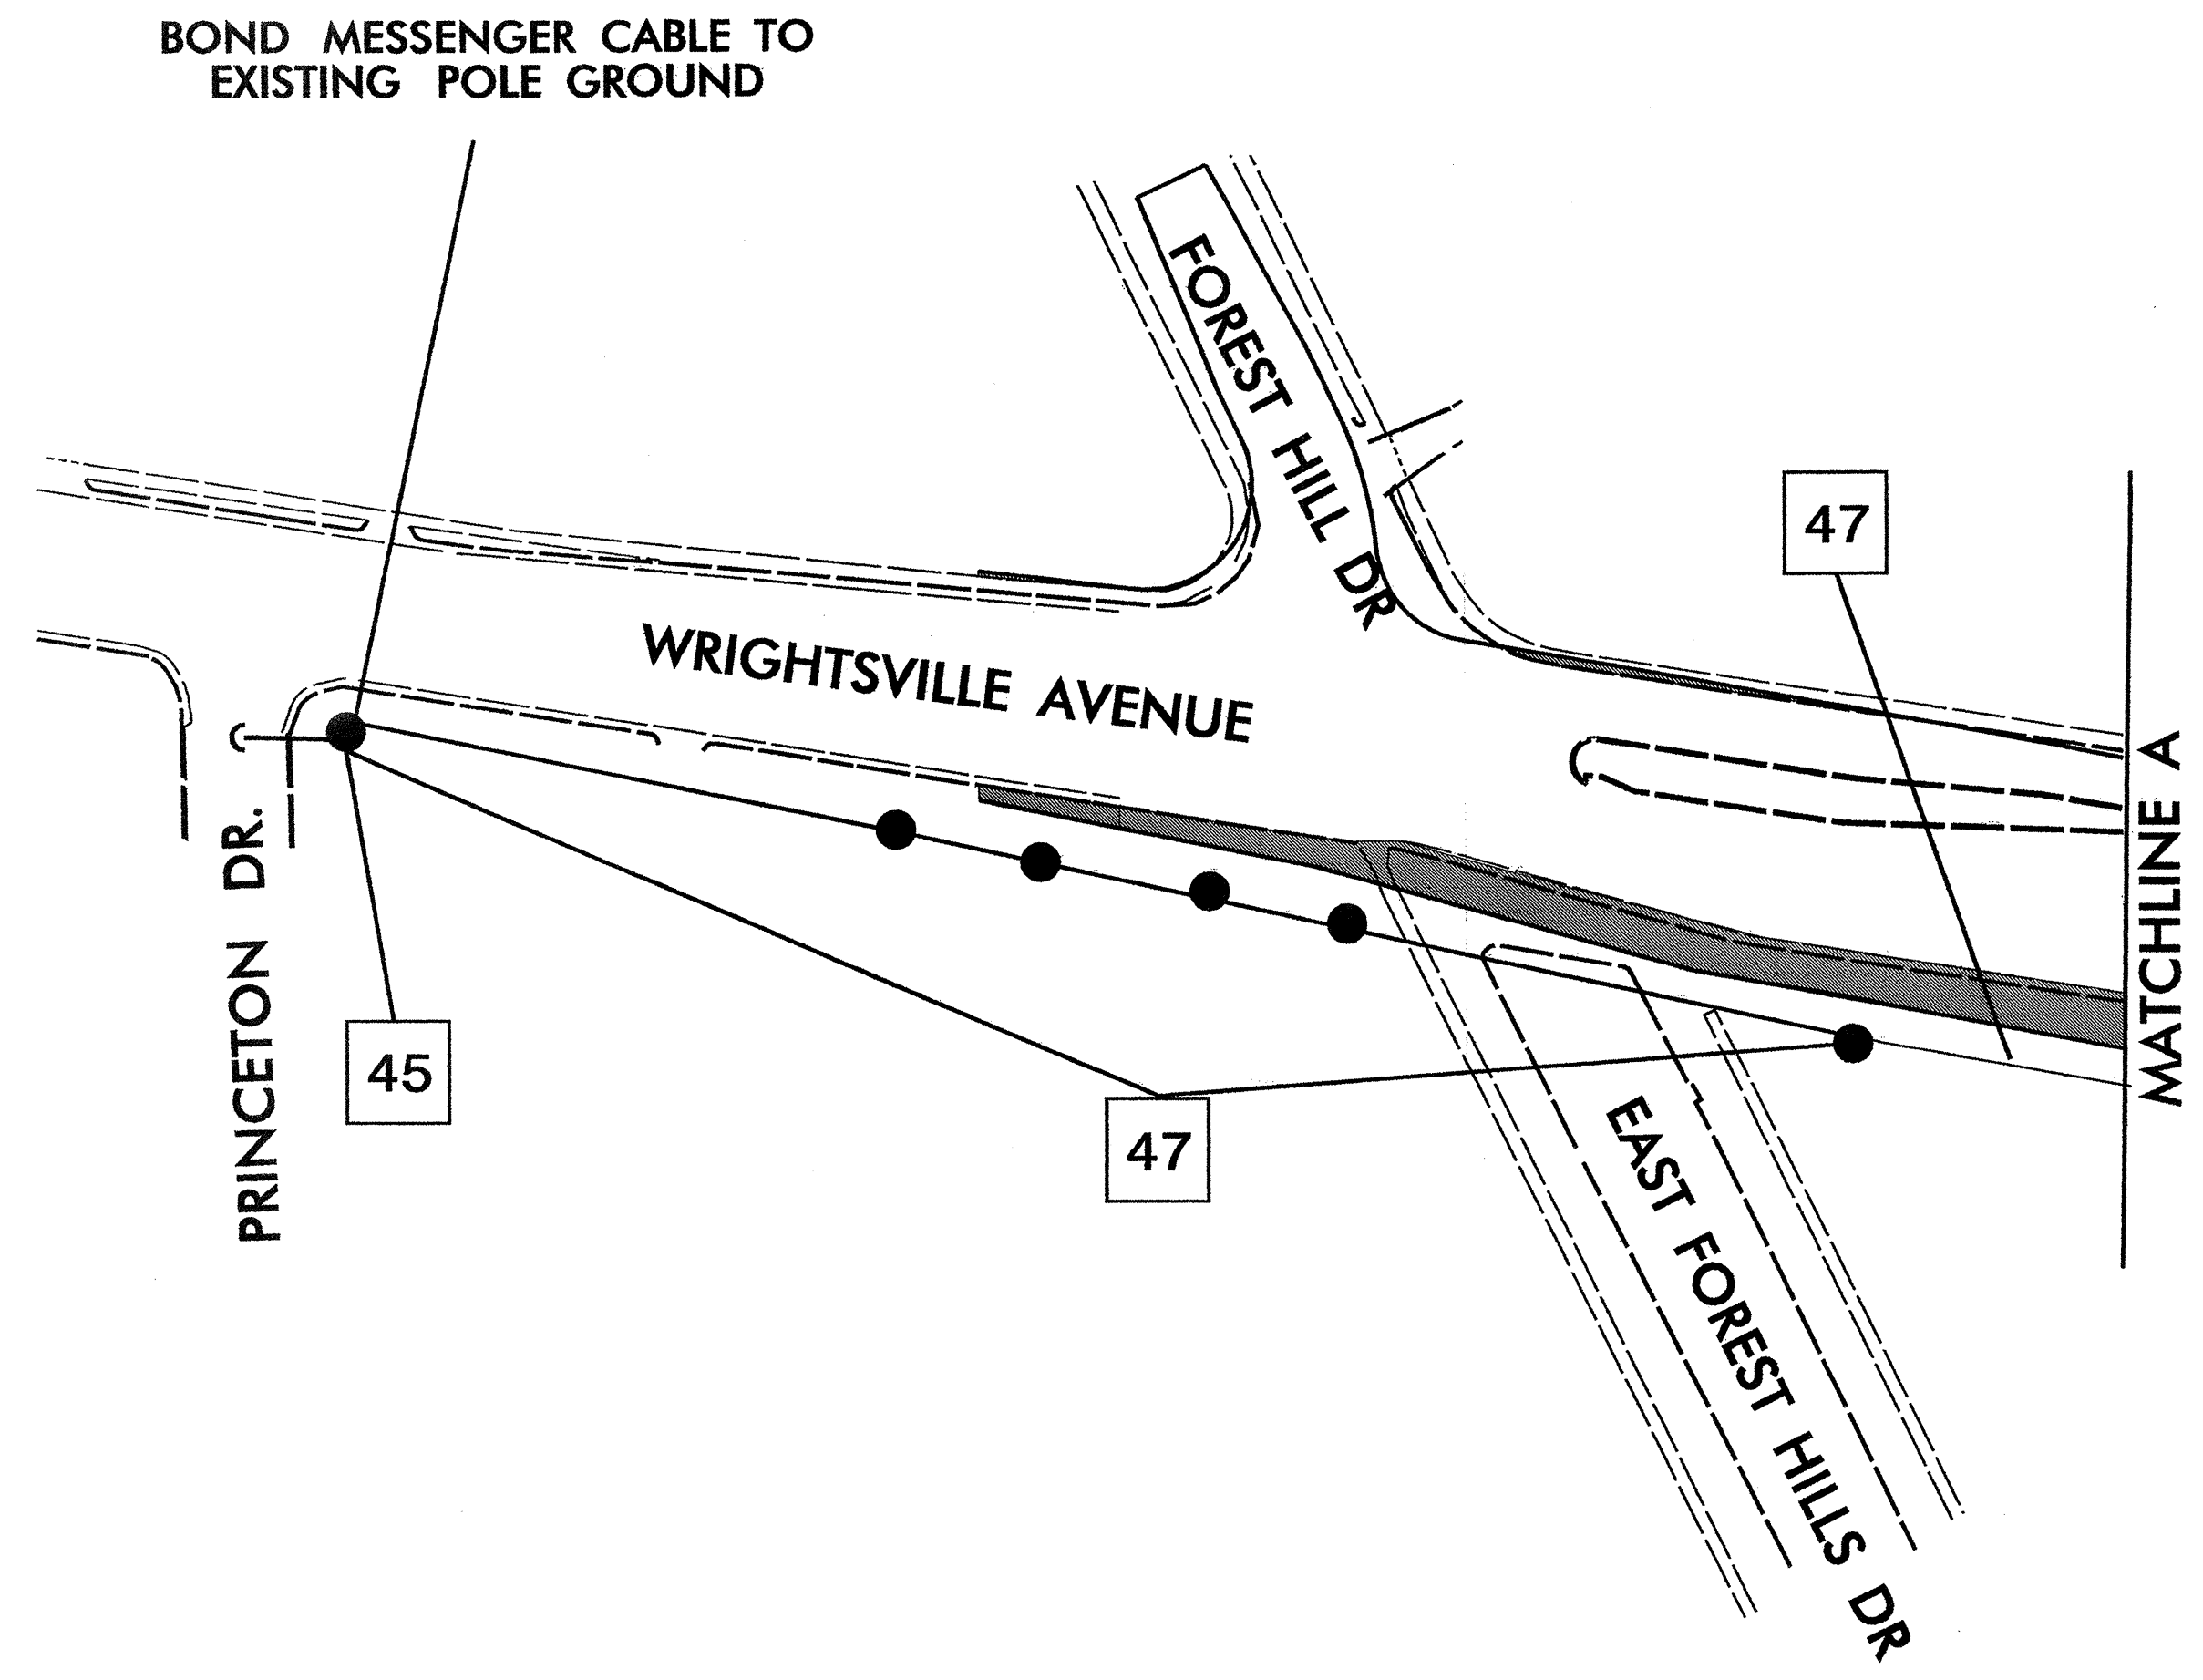 BOND MESSENGER CABLE TO
EXISTING POLE GROUND
FOREST HILL DR
47
WRIGHTSVILLE AVENUE
MATCHLINE A
PRINCETON DR.
45
47
EAST FOREST HILLS DR